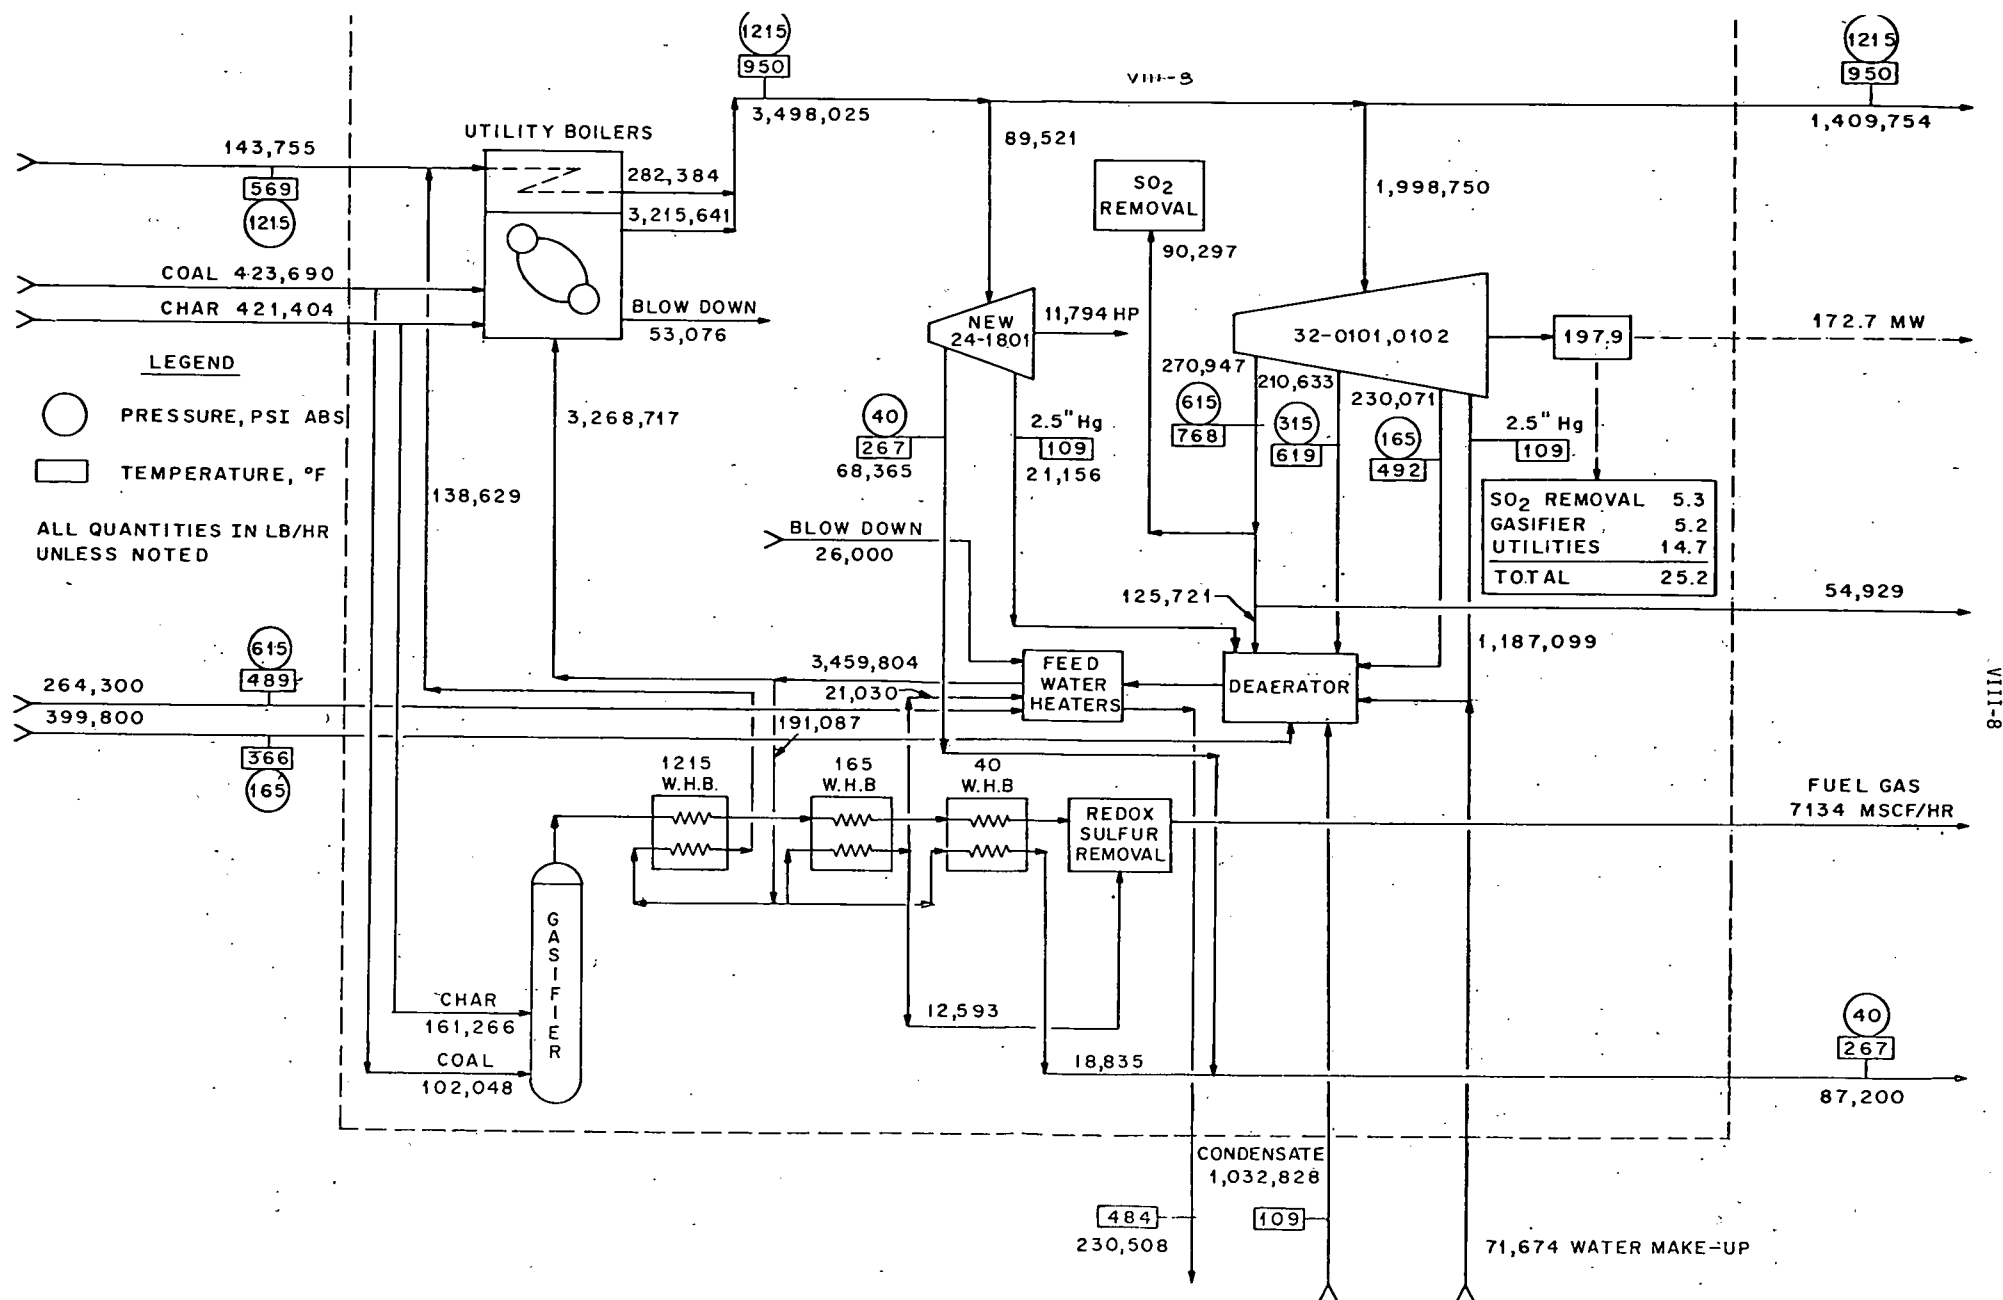 1215
950
VIII-8
1215
950
3,498,025
1,409,754
UTILITY BOILERS
143,755
569
1215
282,384
3,215,641
89,521
SO2
REMOVAL
1,998,750
90,297
COAL 423,690
CHAR 421,404
BLOW DOWN
53,076
NEW
24-1801
11,794 HP
32-0101,0102
197.9
172.7 MW
LEGEND
PRESSURE, PSI ABS
TEMPERATURE, °F
ALL QUANTITIES IN LB/HR
UNLESS NOTED
3,268,717
138,629
40
267
68,365
2.5" Hg
109
21,156
270,947
615
768
210,633
315
619
230,071
165
492
2.5" Hg
109
SO2 REMOVAL 5.3
GASIFIER 5.2
UTILITIES 14.7
TOTAL 25.2
BLOW DOWN
26,000
125,721
54,929
1,187,099
615
489
264,300
399,800
366
165
3,459,804
21,030
191,087
FEED
WATER
HEATERS
DEAERATOR
VIII-8
1215
W.H.B.
165
W.H.B
40
W.H.B
REDOX
SULFUR
REMOVAL
FUEL GAS
7134 MSCF/HR
GASIFIER
CHAR
161,266
COAL
102,048
12,593
18,835
40
267
87,200
CONDENSATE
1,032,828
484
230,508
109
71,674 WATER MAKE-UP